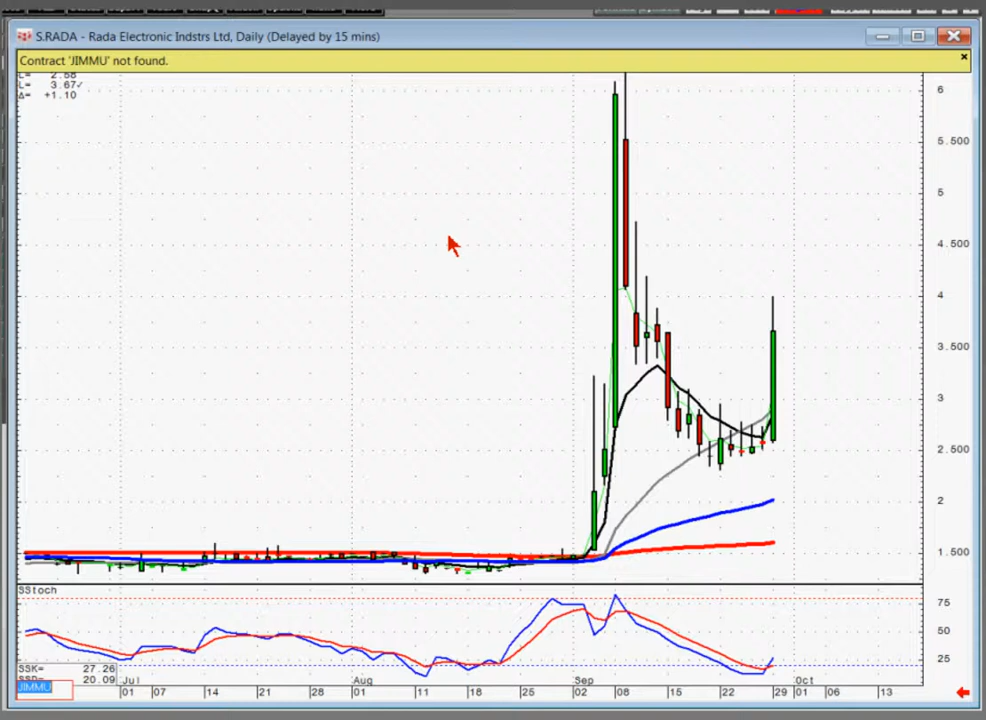 S.RADA - Rada Electronic Indstrs Ltd, Daily (Delayed by 15 mins)
Contract 'JIMMU' not found.
L= 2.58
L= 3.67✓
Δ= +1.10
6
5.500
5
4.500
4
3.500
3
2.500
2
1.500
SStoch
75
50
25
SSK= 27.26
SSD= 20.09
Jul Aug Sep Oct
JIMMU
01 07 14 21 28 01 11 18 25 02 08 15 22 29 01 06 13